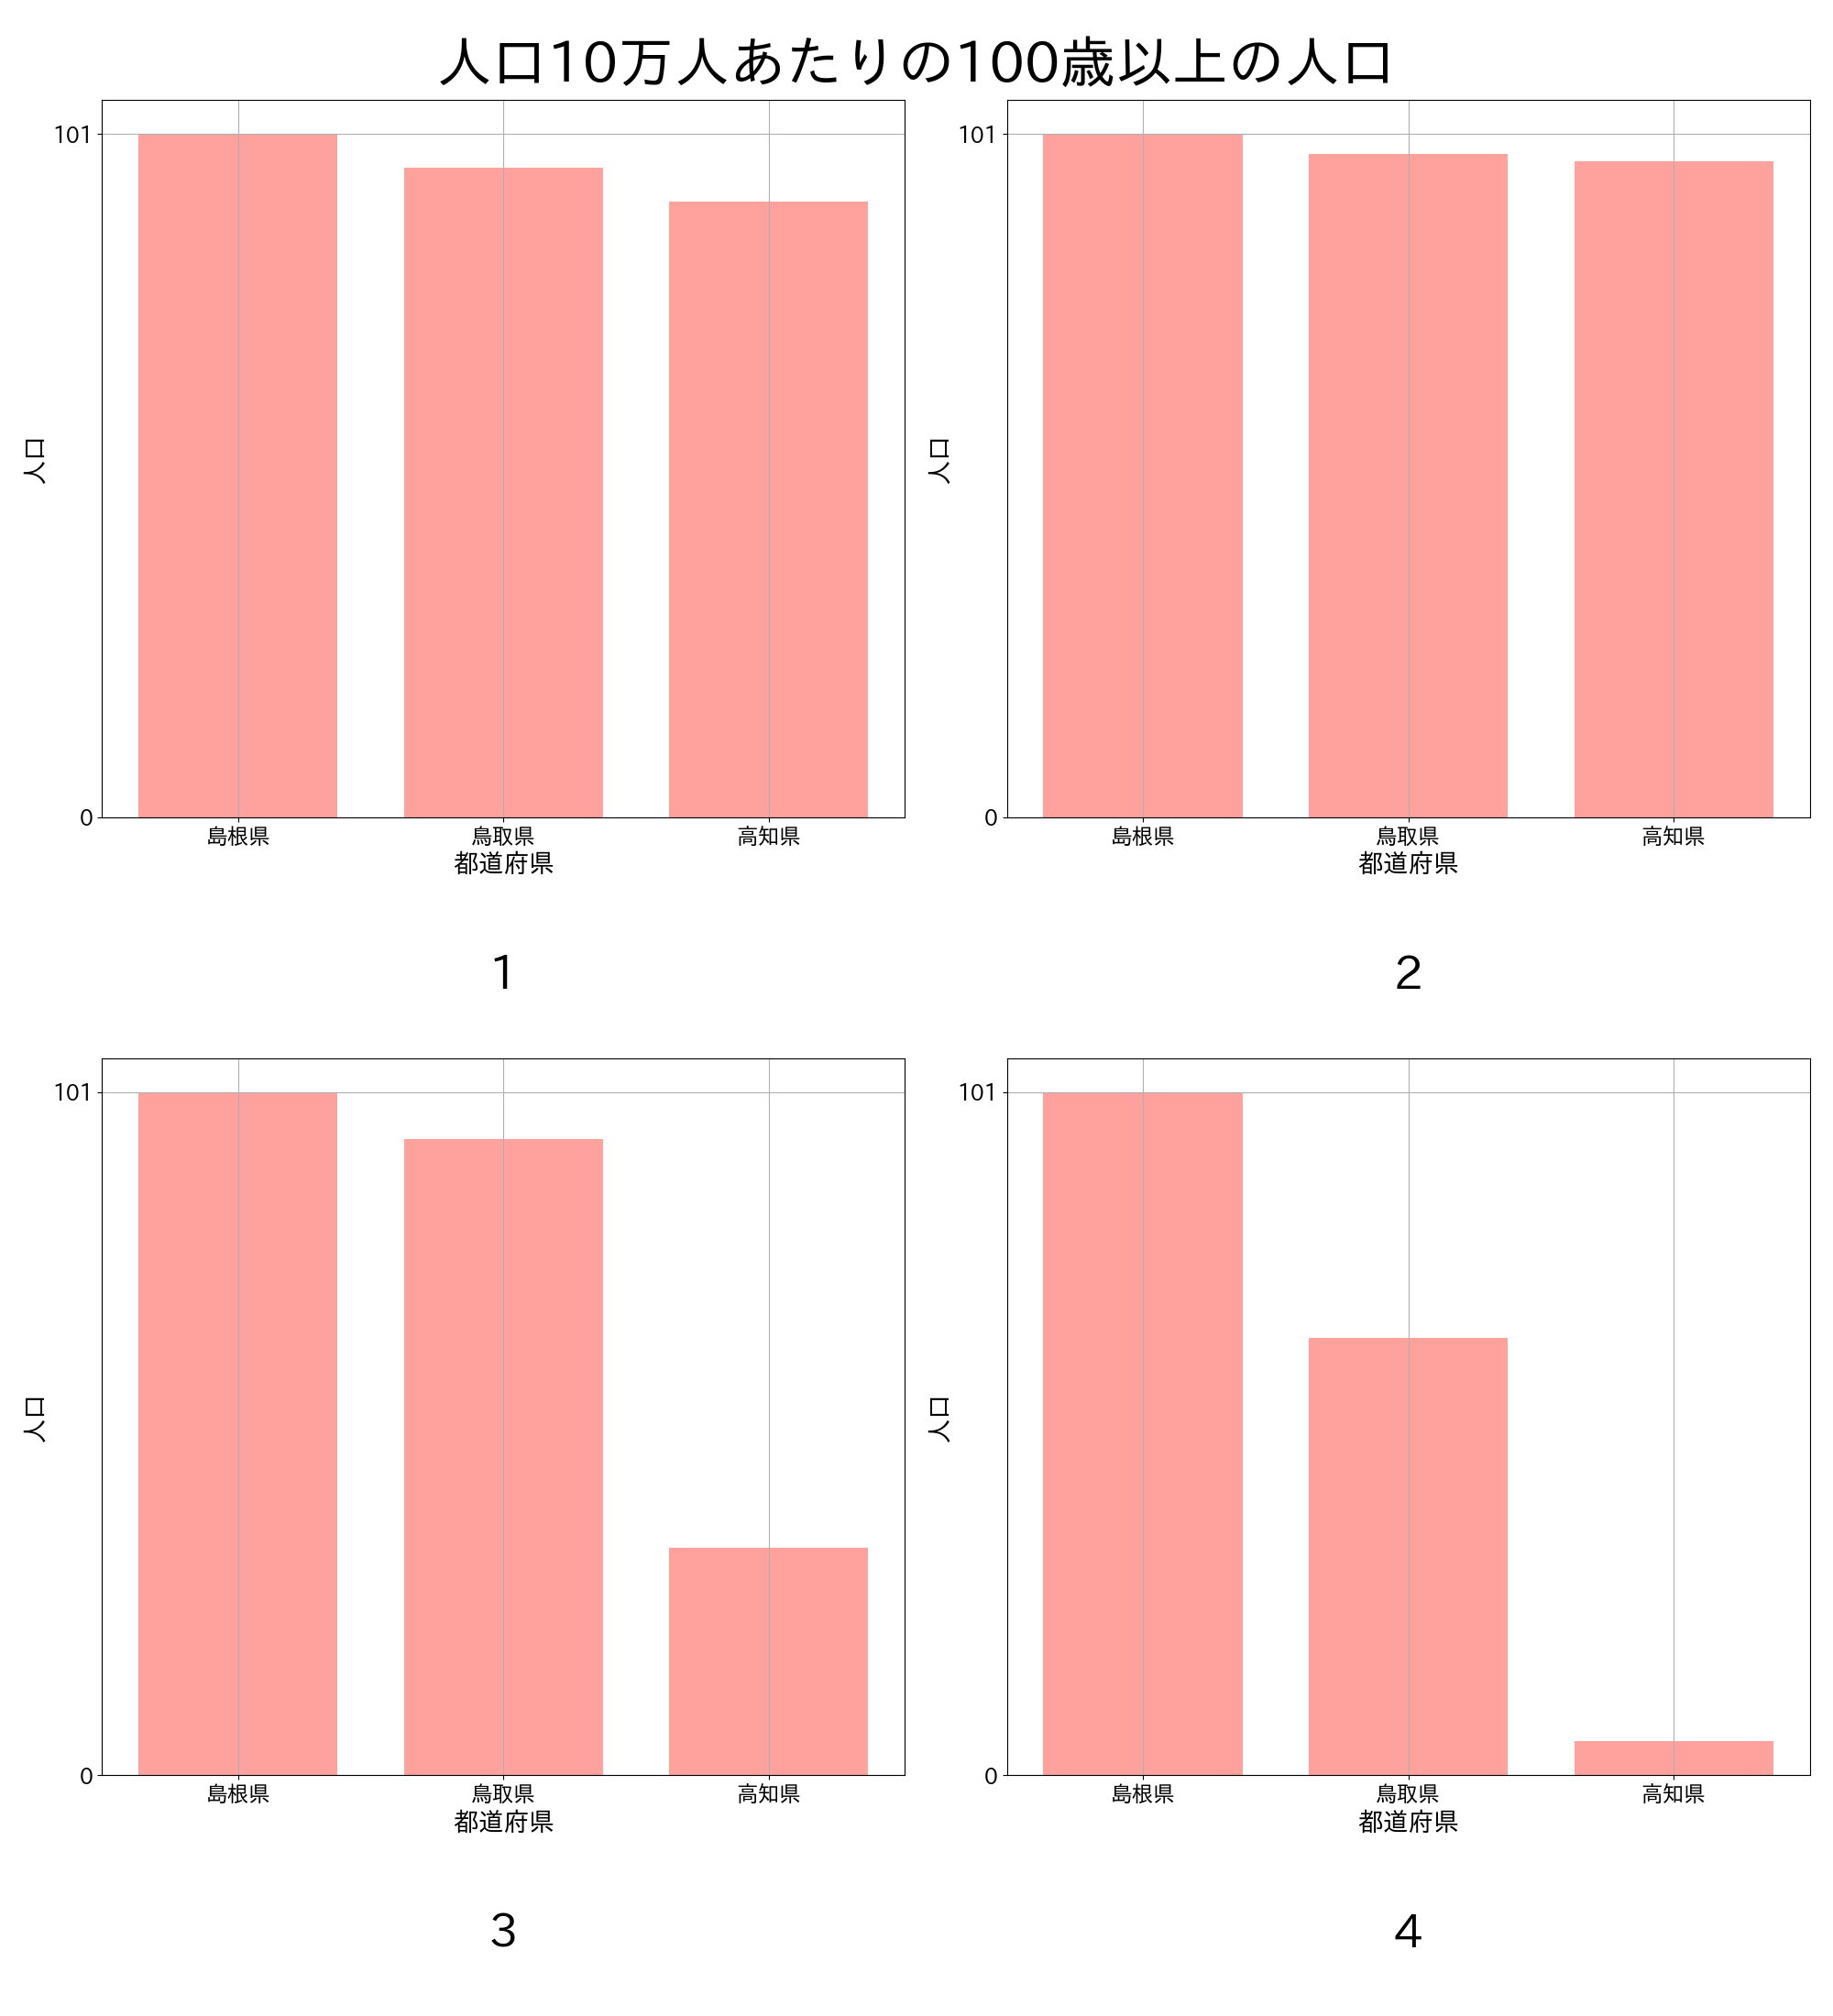 人口10万人あたりの100歳以上の人口
101
0
人口
島根県 鳥取県 高知県
都道府県
1
101
0
人口
島根県 鳥取県 高知県
都道府県
2
101
0
人口
島根県 鳥取県 高知県
都道府県
3
101
0
人口
島根県 鳥取県 高知県
都道府県
4